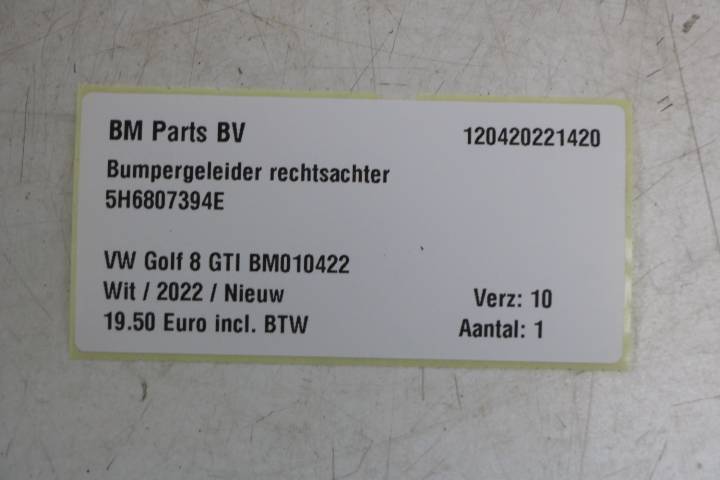 BM Parts BV 120420221420
Bumpergeleider rechtsachter
5H6807394E
VW Golf 8 GTI BM010422
Wit / 2022 / Nieuw Verz: 10
19.50 Euro incl. BTW Aantal: 1